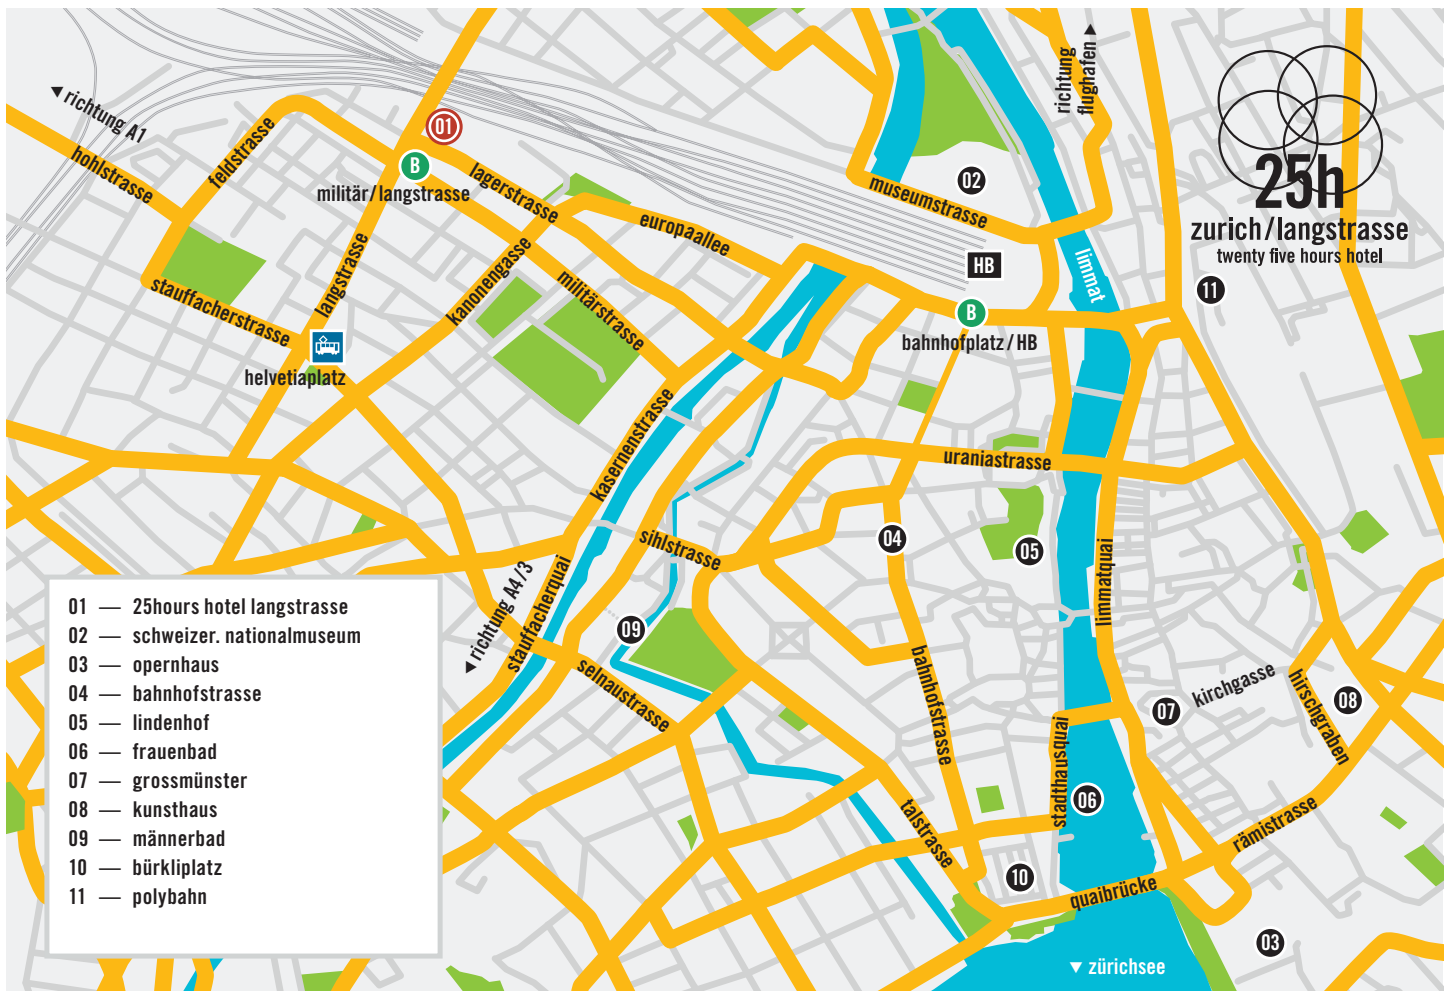 richtung A1
hohlstrasse
feldstrasse
01
B
militär/langstrasse
lagerstrasse
europaallee
langstrasse
kanonengasse
militärstrasse
stauffacherstrasse
helvetiaplatz
museumstrasse
02
richtung
flughafen
25h
zurich/langstrasse
twenty five hours hotel
limmat
HB
11
B
bahnhofplatz/HB
kasernenstrasse
uraniastrasse
sihlstrasse
04
05
limmatquai
richtung A4/3
stauffacherquai
09
selnaustrasse
bahnhofstrasse
kirchgasse
07
hirschgraben
08
stadthausquai
06
talstrasse
rämistrasse
10
quaibrücke
03
zürichsee
01 — 25hours hotel langstrasse
02 — schweizer. nationalmuseum
03 — opernhaus
04 — bahnhofstrasse
05 — lindenhof
06 — frauenbad
07 — grossmünster
08 — kunsthaus
09 — männerbad
10 — bürkliplatz
11 — polybahn